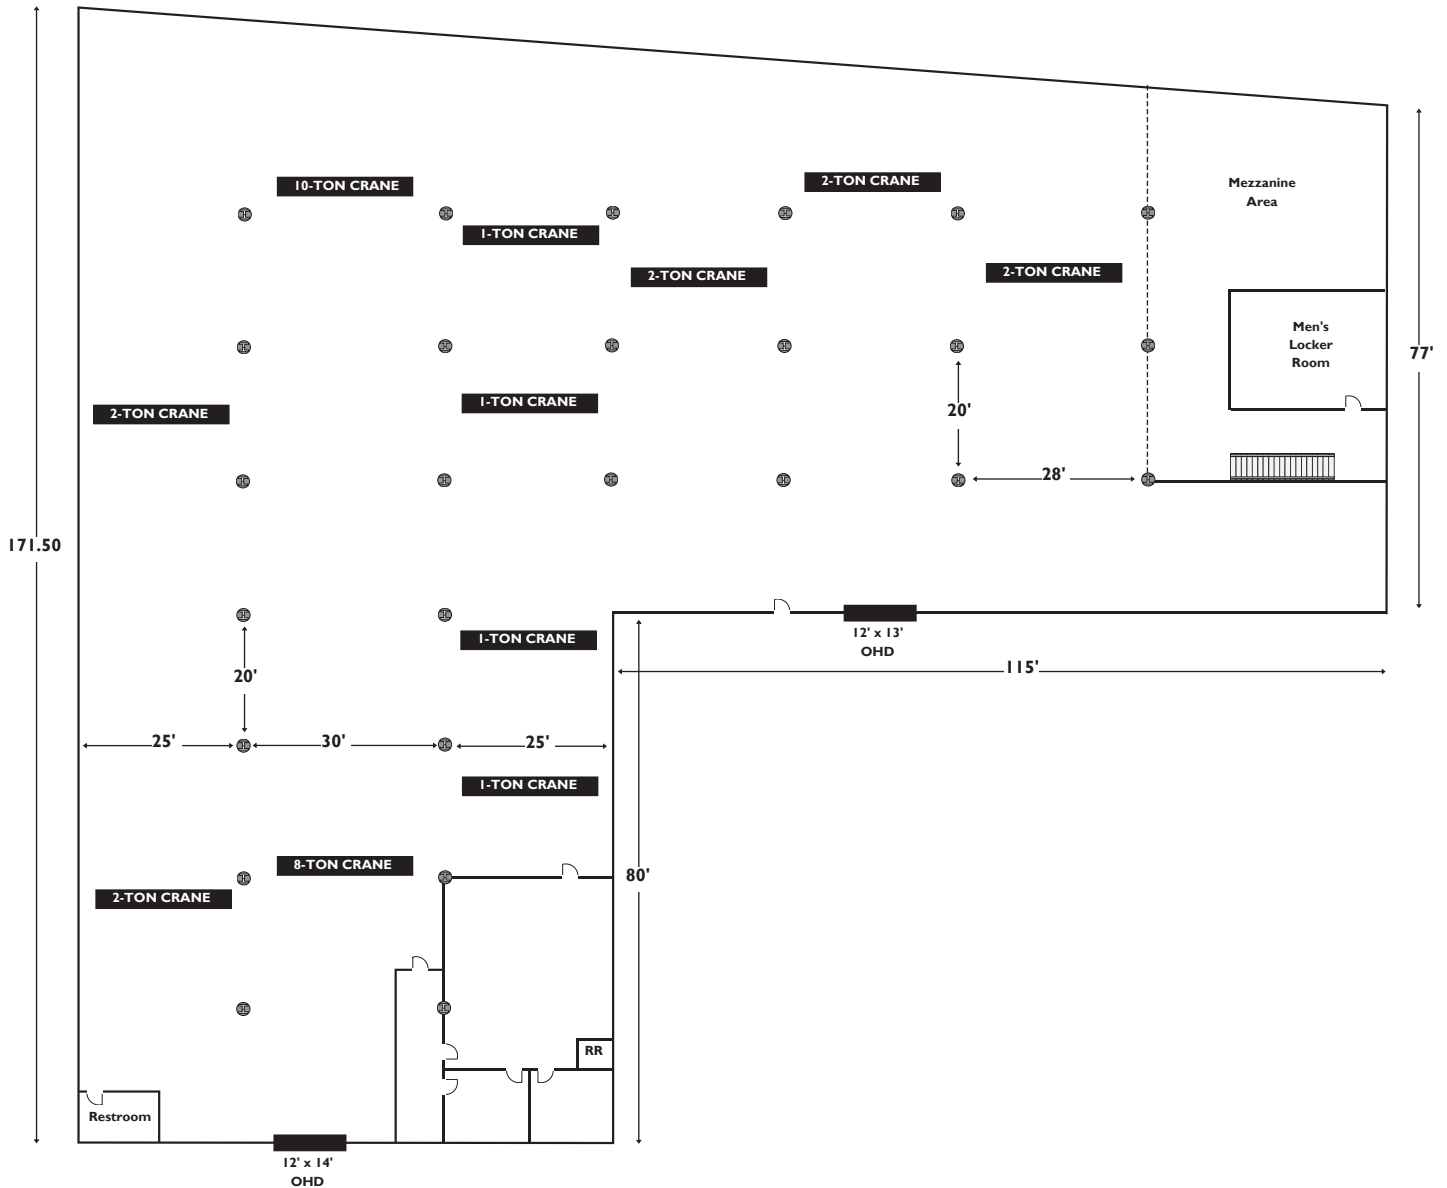 2-TON CRANE
10-TON CRANE
Mezzanine
Area
1-TON CRANE
2-TON CRANE
2-TON CRANE
Men's
Locker
Room
77'
2-TON CRANE
1-TON CRANE
20'
28'
171.50
12' x 13'
OHD
1-TON CRANE
115'
20'
25'
30'
25'
1-TON CRANE
8-TON CRANE
80'
2-TON CRANE
RR
Restroom
12' x 14'
OHD